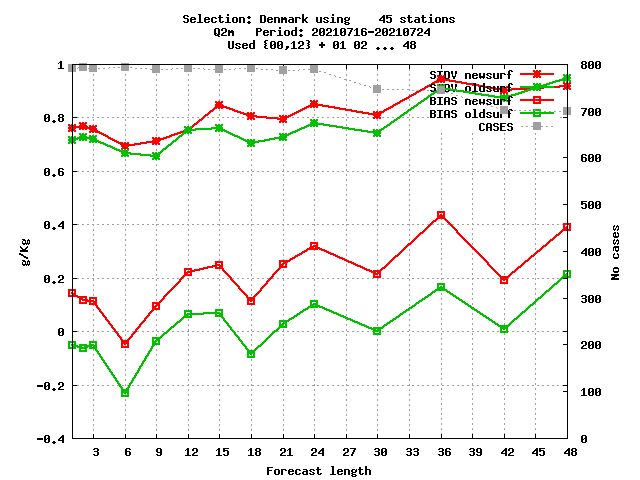 Selection: Denmark using    45 stations
Q2m   Period: 20210716-20210724
Used {00,12} + 01 02 ... 48
1
0.8
0.6
0.4
0.2
0
-0.2
-0.4
g/Kg
STDV newsurf
STDV oldsurf
BIAS newsurf
BIAS oldsurf
CASES
800
700
600
500
400
300
200
100
0
No cases
3 6 9 12 15 18 21 24 27 30 33 36 39 42 45 48
Forecast length